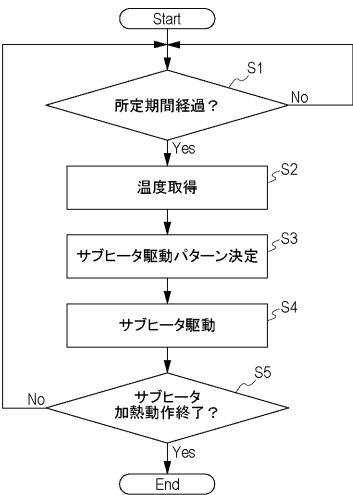 Start
S1
所定期間経過？
No
Yes
S2
温度取得
S3
サブヒータ駆動パターン決定
S4
サブヒータ駆動
S5
サブヒータ
加熱動作終了？
No
Yes
End